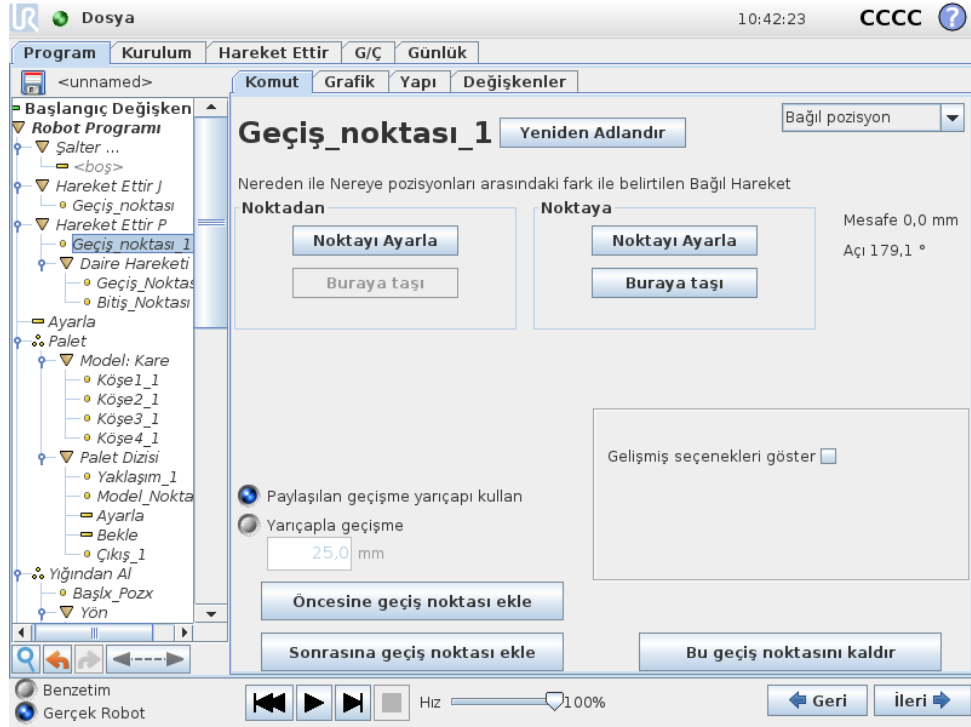 UR Dosya 10:42:23 CCCC ?
Program Kurulum Hareket Ettir G/Ç Günlük
<unnamed>
Komut Grafik Yapı Değişkenler
Başlangıç Değişken
Robot Programı
Şalter ...
<boş>
Hareket Ettir J
Geçiş_noktası
Hareket Ettir P
Geçiş_noktası_1
Daire Hareketi
Geçiş_Noktas
Bitiş_Noktası
Ayarla
Palet
Model: Kare
Köşe1_1
Köşe2_1
Köşe3_1
Köşe4_1
Palet Dizisi
Yaklaşım_1
Model_Nokta
Ayarla
Bekle
Çıkış_1
Yığından Al
Başlx_Pozx
Yön
Geçiş_noktası_1 Yeniden Adlandır Bağıl pozisyon
Nereden ile Nereye pozisyonları arasındaki fark ile belirtilen Bağıl Hareket
Noktadan
Noktayı Ayarla
Buraya taşı
Noktaya
Noktayı Ayarla
Buraya taşı
Mesafe 0,0 mm
Açı 179,1 °
Gelişmiş seçenekleri göster
Paylaşılan geçişme yarıçapı kullan
Yarıçapla geçişme
25,0 mm
Öncesine geçiş noktası ekle
Sonrasına geçiş noktası ekle Bu geçiş noktasını kaldır
Benzetim
Gerçek Robot
Hız 100%
Geri İleri